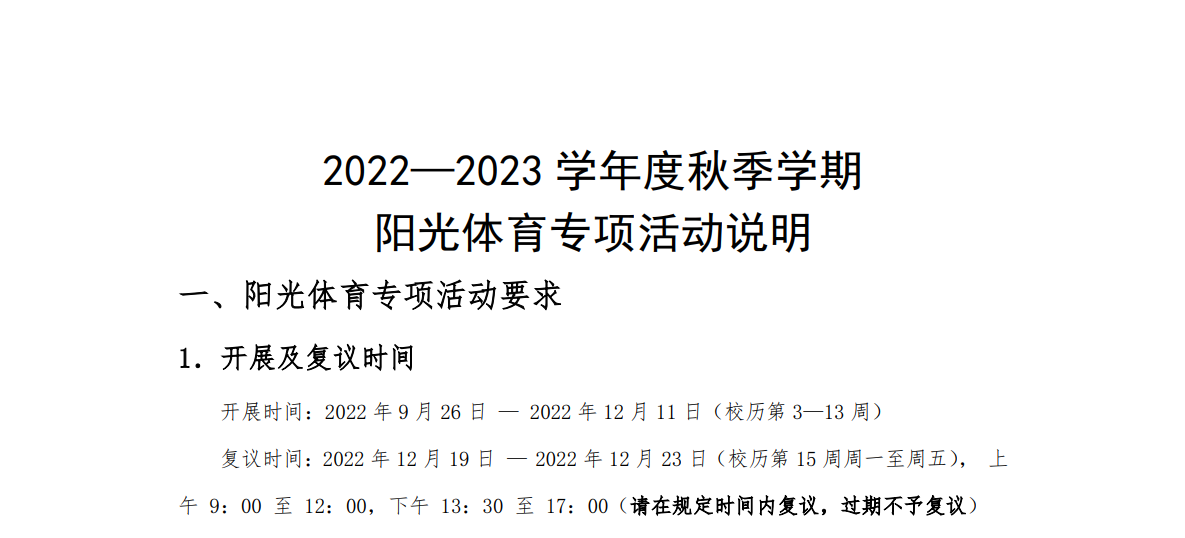 2022—2023 学年度秋季学期
阳光体育专项活动说明
一、阳光体育专项活动要求
1．开展及复议时间
开展时间：2022 年 9 月 26 日 — 2022 年 12 月 11 日（校历第 3—13 周）
复议时间：2022 年 12 月 19 日 — 2022 年 12 月 23 日（校历第 15 周周一至周五）， 上
午 9：00 至 12：00，下午 13：30 至 17：00（请在规定时间内复议，过期不予复议）